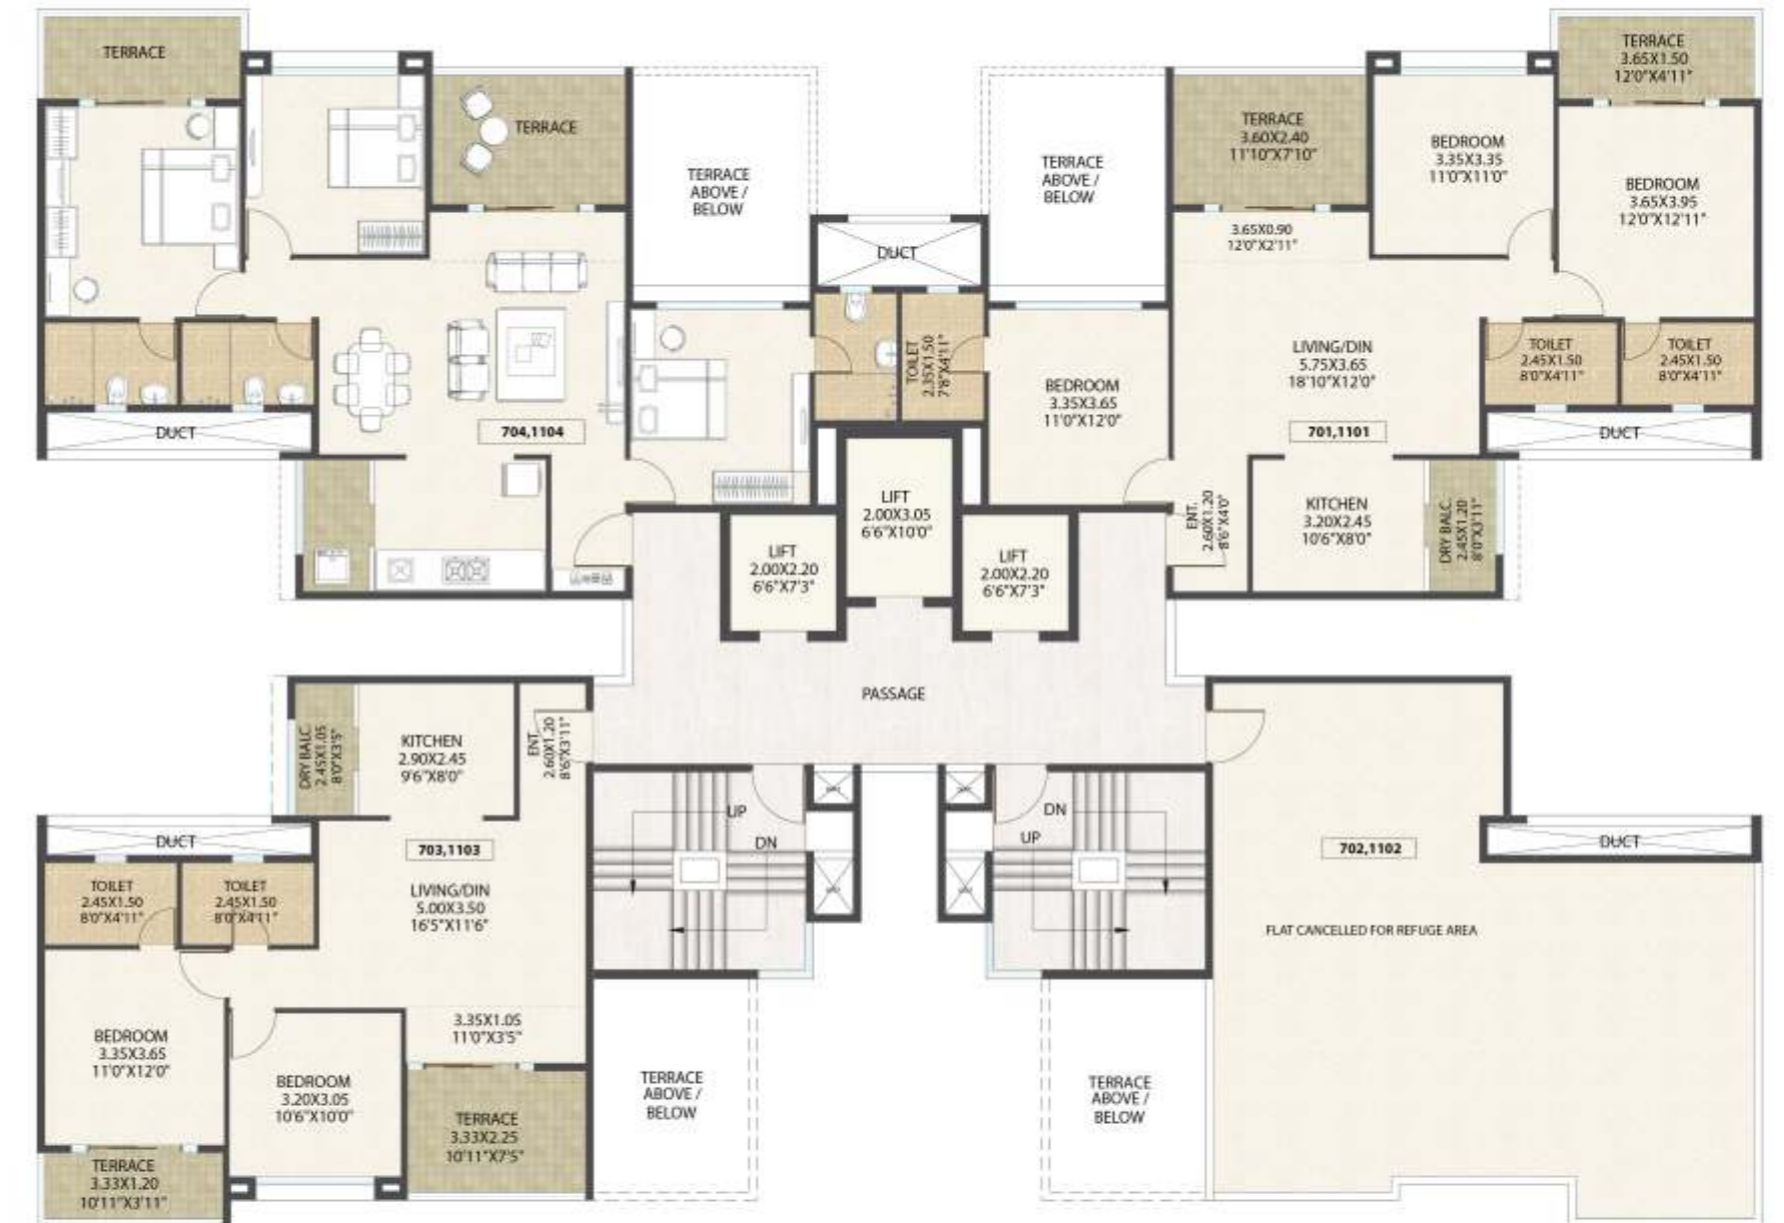 TERRACE
TERRACE
TERRACE
ABOVE /
BELOW
704,1104
DUCT
DUCT
TOILET
2.35X1.50
7'8"X4'11"
TERRACE
ABOVE /
BELOW
TERRACE
3.60X2.40
11'10"X7'10"
3.65X0.90
12'0"X2'11"
BEDROOM
3.35X3.35
11'0"X11'0"
TERRACE
3.65X1.50
12'0"X4'11"
BEDROOM
3.65X3.95
12'0"X12'11"
BEDROOM
3.35X3.65
11'0"X12'0"
LIVING/DIN
5.75X3.65
18'10"X12'0"
701,1101
TOILET
2.45X1.50
8'0"X4'11"
TOILET
2.45X1.50
8'0"X4'11"
DUCT
ENT.
2.60X1.20
8'6"X4'0"
KITCHEN
3.20X2.45
10'6"X8'0"
DRY BALC.
2.45X1.20
8'0"X3'11"
LIFT
2.00X2.20
6'6"X7'3"
LIFT
2.00X3.05
6'6"X10'0"
LIFT
2.00X2.20
6'6"X7'3"
PASSAGE
DRY BALC.
2.45X1.05
8'0"X3'5"
KITCHEN
2.90X2.45
9'6"X8'0"
ENT.
2.60X1.20
8'6"X3'11"
DUCT
703,1103
TOILET
2.45X1.50
8'0"X4'11"
TOILET
2.45X1.50
8'0"X4'11"
LIVING/DIN
5.00X3.50
16'5"X11'6"
3.35X1.05
11'0"X3'5"
BEDROOM
3.35X3.65
11'0"X12'0"
BEDROOM
3.20X3.05
10'6"X10'0"
TERRACE
3.33X2.25
10'11"X7'5"
TERRACE
3.33X1.20
10'11"X3'11"
UP
DN
DN
UP
TERRACE
ABOVE /
BELOW
TERRACE
ABOVE /
BELOW
702,1102
DUCT
FLAT CANCELLED FOR REFUGE AREA